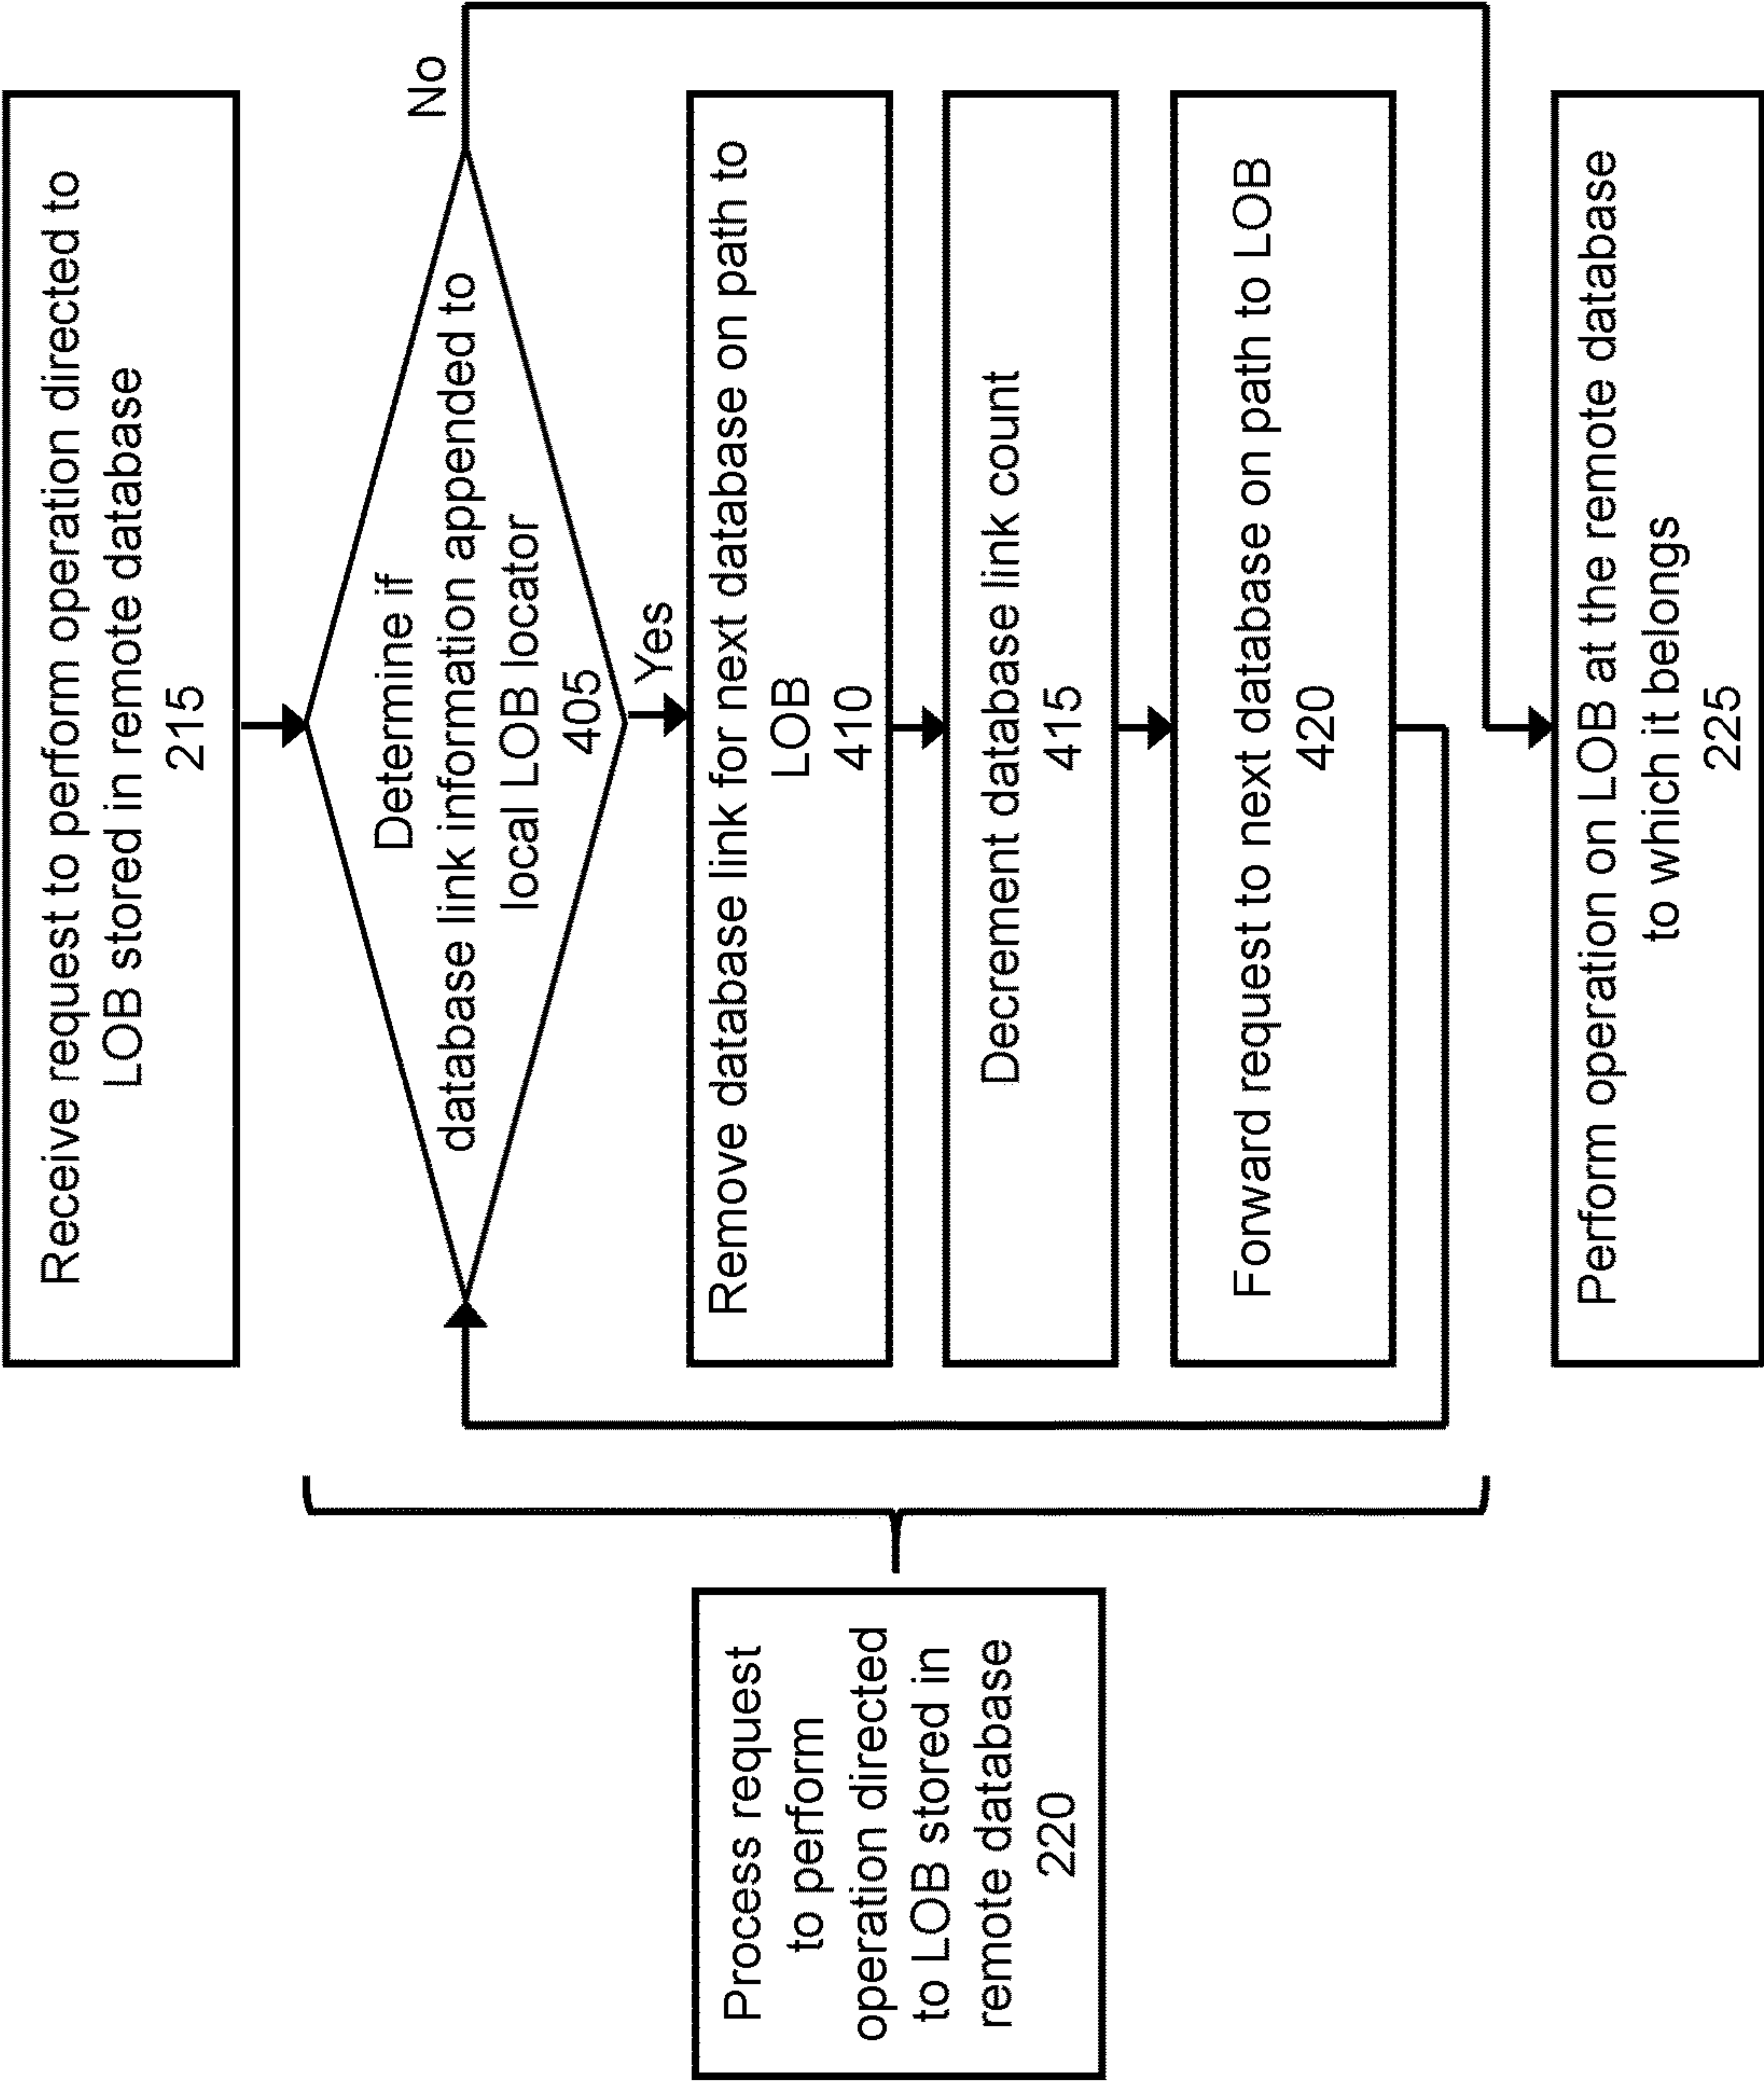 Receive request to perform operation directed to
LOB stored in remote database
215
Determine if
database link information appended to
local LOB locator
405
No
Yes
Remove database link for next database on path to
LOB
410
Decrement database link count
415
Forward request to next database on path to LOB
420
Perform operation on LOB at the remote database
to which it belongs
225
Process request
to perform
operation directed
to LOB stored in
remote database
220